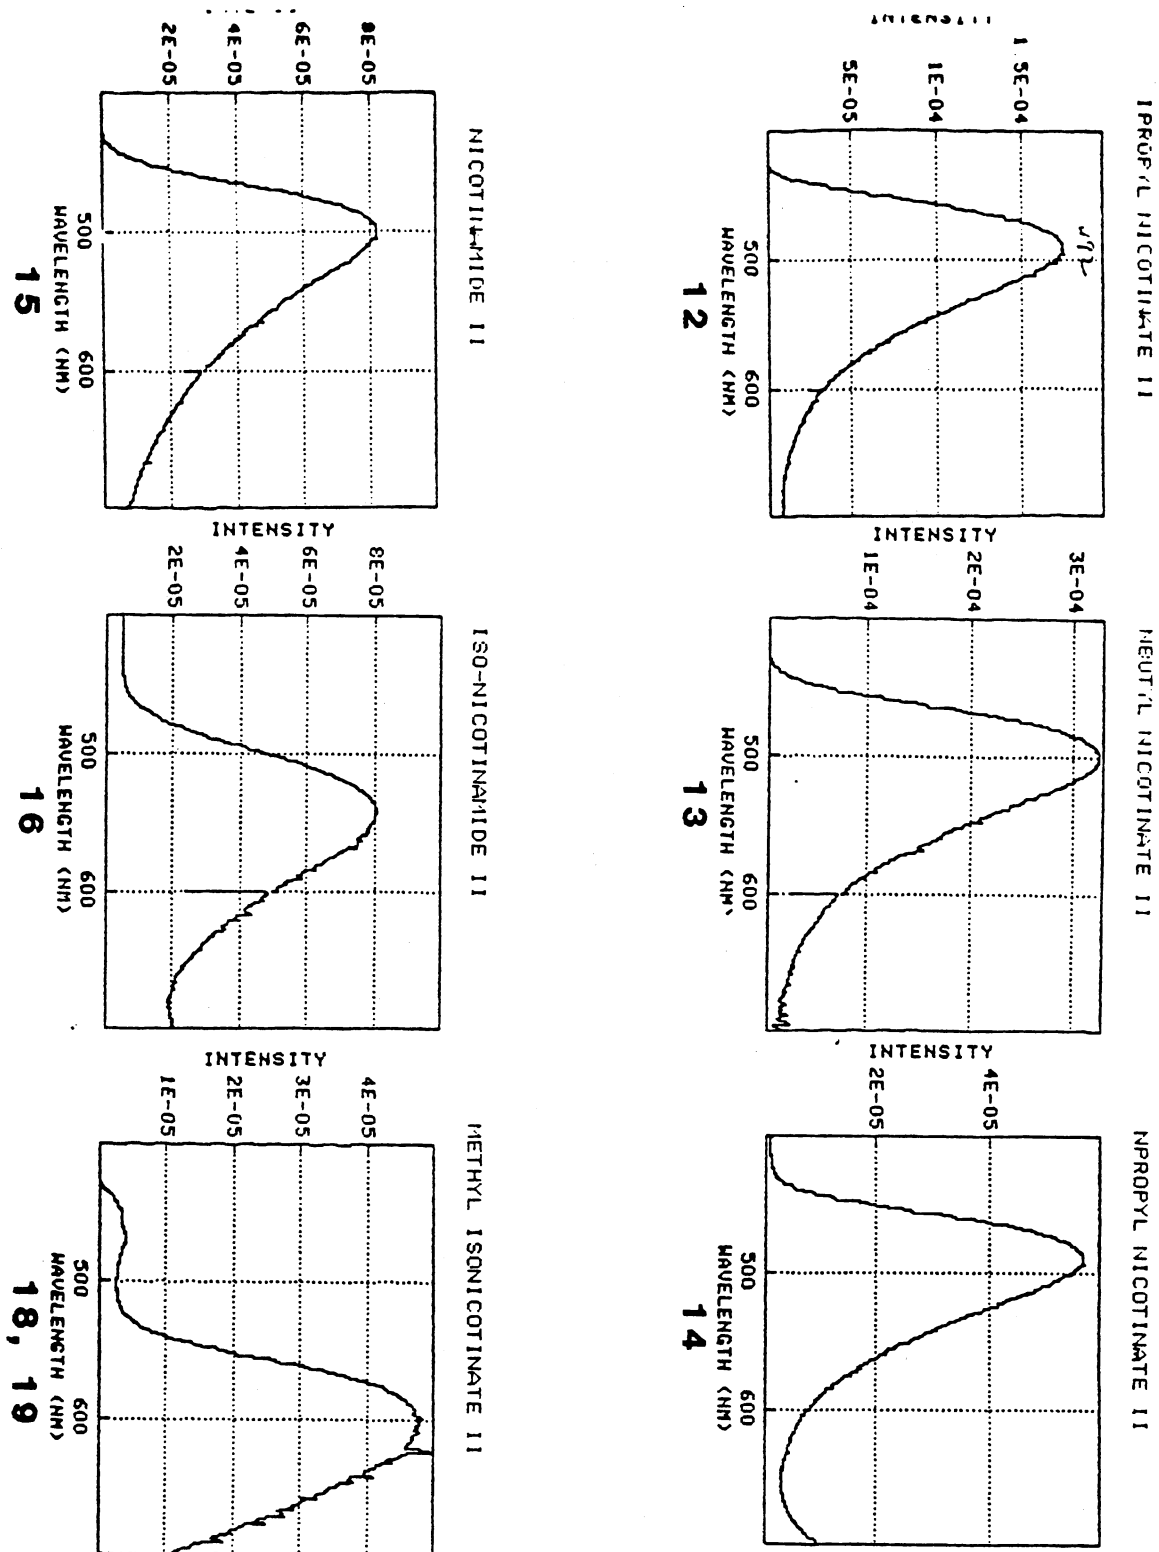 IPROPYL NICOTINATE II
INTENSITY
1.5E-04
1E-04
5E-05
492
500
600
WAVELENGTH (NM)
12
NBUTYL NICOTINATE II
INTENSITY
3E-04
2E-04
1E-04
500
600
WAVELENGTH (NM)
13
NPROPYL NICOTINATE II
INTENSITY
4E-05
2E-05
500
600
WAVELENGTH (NM)
14
NICOTINAMIDE II
8E-05
6E-05
4E-05
2E-05
500
600
WAVELENGTH (NM)
15
ISO-NICOTINAMIDE II
INTENSITY
8E-05
6E-05
4E-05
2E-05
500
600
WAVELENGTH (NM)
16
METHYL ISONICOTINATE II
INTENSITY
4E-05
3E-05
2E-05
1E-05
500
600
WAVELENGTH (NM)
18, 19